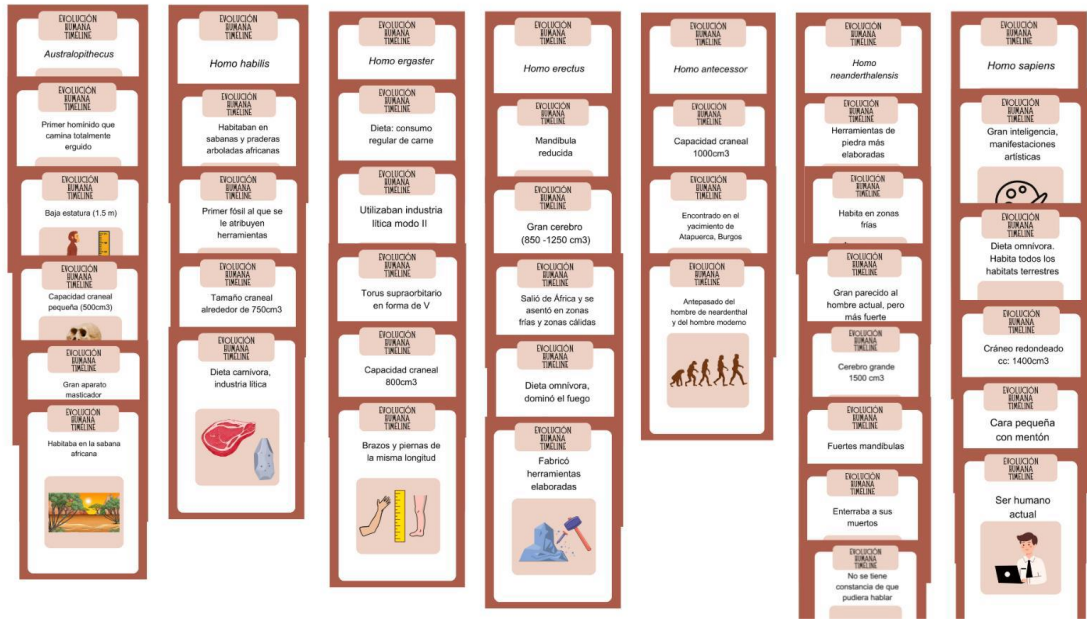 EVOLUCIÓN
HUMANA
TIMELINE
Australopithecus
EVOLUCIÓN
HUMANA
TIMELINE
Primer homínido que
camina totalmente
erguido
EVOLUCIÓN
HUMANA
TIMELINE
Baja estatura (1.5 m)
EVOLUCIÓN
HUMANA
TIMELINE
Capacidad craneal
pequeña (500cm3)
EVOLUCIÓN
HUMANA
TIMELINE
Gran aparato
masticador
EVOLUCIÓN
HUMANA
TIMELINE
Habitaba en la sabana
africana
EVOLUCIÓN
HUMANA
TIMELINE
Homo habilis
EVOLUCIÓN
HUMANA
TIMELINE
Habitaban en
sabanas y praderas
arboladas africanas
EVOLUCIÓN
HUMANA
TIMELINE
Primer fósil al que se
le atribuyen
herramientas
EVOLUCIÓN
HUMANA
TIMELINE
Tamaño craneal
alrededor de 750cm3
EVOLUCIÓN
HUMANA
TIMELINE
Dieta carnívora,
industria lítica
EVOLUCIÓN
HUMANA
TIMELINE
Homo ergaster
EVOLUCIÓN
HUMANA
TIMELINE
Dieta: consumo
regular de carne
EVOLUCIÓN
HUMANA
TIMELINE
Utilizaban industria
lítica modo II
EVOLUCIÓN
HUMANA
TIMELINE
Torus supraorbitario
en forma de V
EVOLUCIÓN
HUMANA
TIMELINE
Capacidad craneal
800cm3
EVOLUCIÓN
HUMANA
TIMELINE
Brazos y piernas de
la misma longitud
EVOLUCIÓN
HUMANA
TIMELINE
Homo erectus
EVOLUCIÓN
HUMANA
TIMELINE
Mandíbula
reducida
EVOLUCIÓN
HUMANA
TIMELINE
Gran cerebro
(850 -1250 cm3)
EVOLUCIÓN
HUMANA
TIMELINE
Salió de África y se
asentó en zonas
frías y zonas cálidas
EVOLUCIÓN
HUMANA
TIMELINE
Dieta omnívora,
dominó el fuego
EVOLUCIÓN
HUMANA
TIMELINE
Fabricó
herramientas
elaboradas
EVOLUCIÓN
HUMANA
TIMELINE
Homo antecessor
EVOLUCIÓN
HUMANA
TIMELINE
Capacidad craneal
1000cm3
EVOLUCIÓN
HUMANA
TIMELINE
Encontrado en el
yacimiento de
Atapuerca, Burgos
EVOLUCIÓN
HUMANA
TIMELINE
Antepasado del
hombre de neardenthal
y del hombre moderno
EVOLUCIÓN
HUMANA
TIMELINE
Homo
neanderthalensis
EVOLUCIÓN
HUMANA
TIMELINE
Herramientas de
piedra más
elaboradas
EVOLUCIÓN
HUMANA
TIMELINE
Habita en zonas
frías
EVOLUCIÓN
HUMANA
TIMELINE
Gran parecido al
hombre actual, pero
más fuerte
EVOLUCIÓN
HUMANA
TIMELINE
Cerebro grande
1500 cm3
EVOLUCIÓN
HUMANA
TIMELINE
Fuertes mandíbulas
EVOLUCIÓN
HUMANA
TIMELINE
Enterraba a sus
muertos
EVOLUCIÓN
HUMANA
TIMELINE
No se tiene
constancia de que
pudiera hablar
EVOLUCIÓN
HUMANA
TIMELINE
Homo sapiens
EVOLUCIÓN
HUMANA
TIMELINE
Gran inteligencia,
manifestaciones
artísticas
EVOLUCIÓN
HUMANA
TIMELINE
Dieta omnívora.
Habita todos los
habitats terrestres
EVOLUCIÓN
HUMANA
TIMELINE
Cráneo redondeado
cc: 1400cm3
EVOLUCIÓN
HUMANA
TIMELINE
Cara pequeña
con mentón
EVOLUCIÓN
HUMANA
TIMELINE
Ser humano
actual